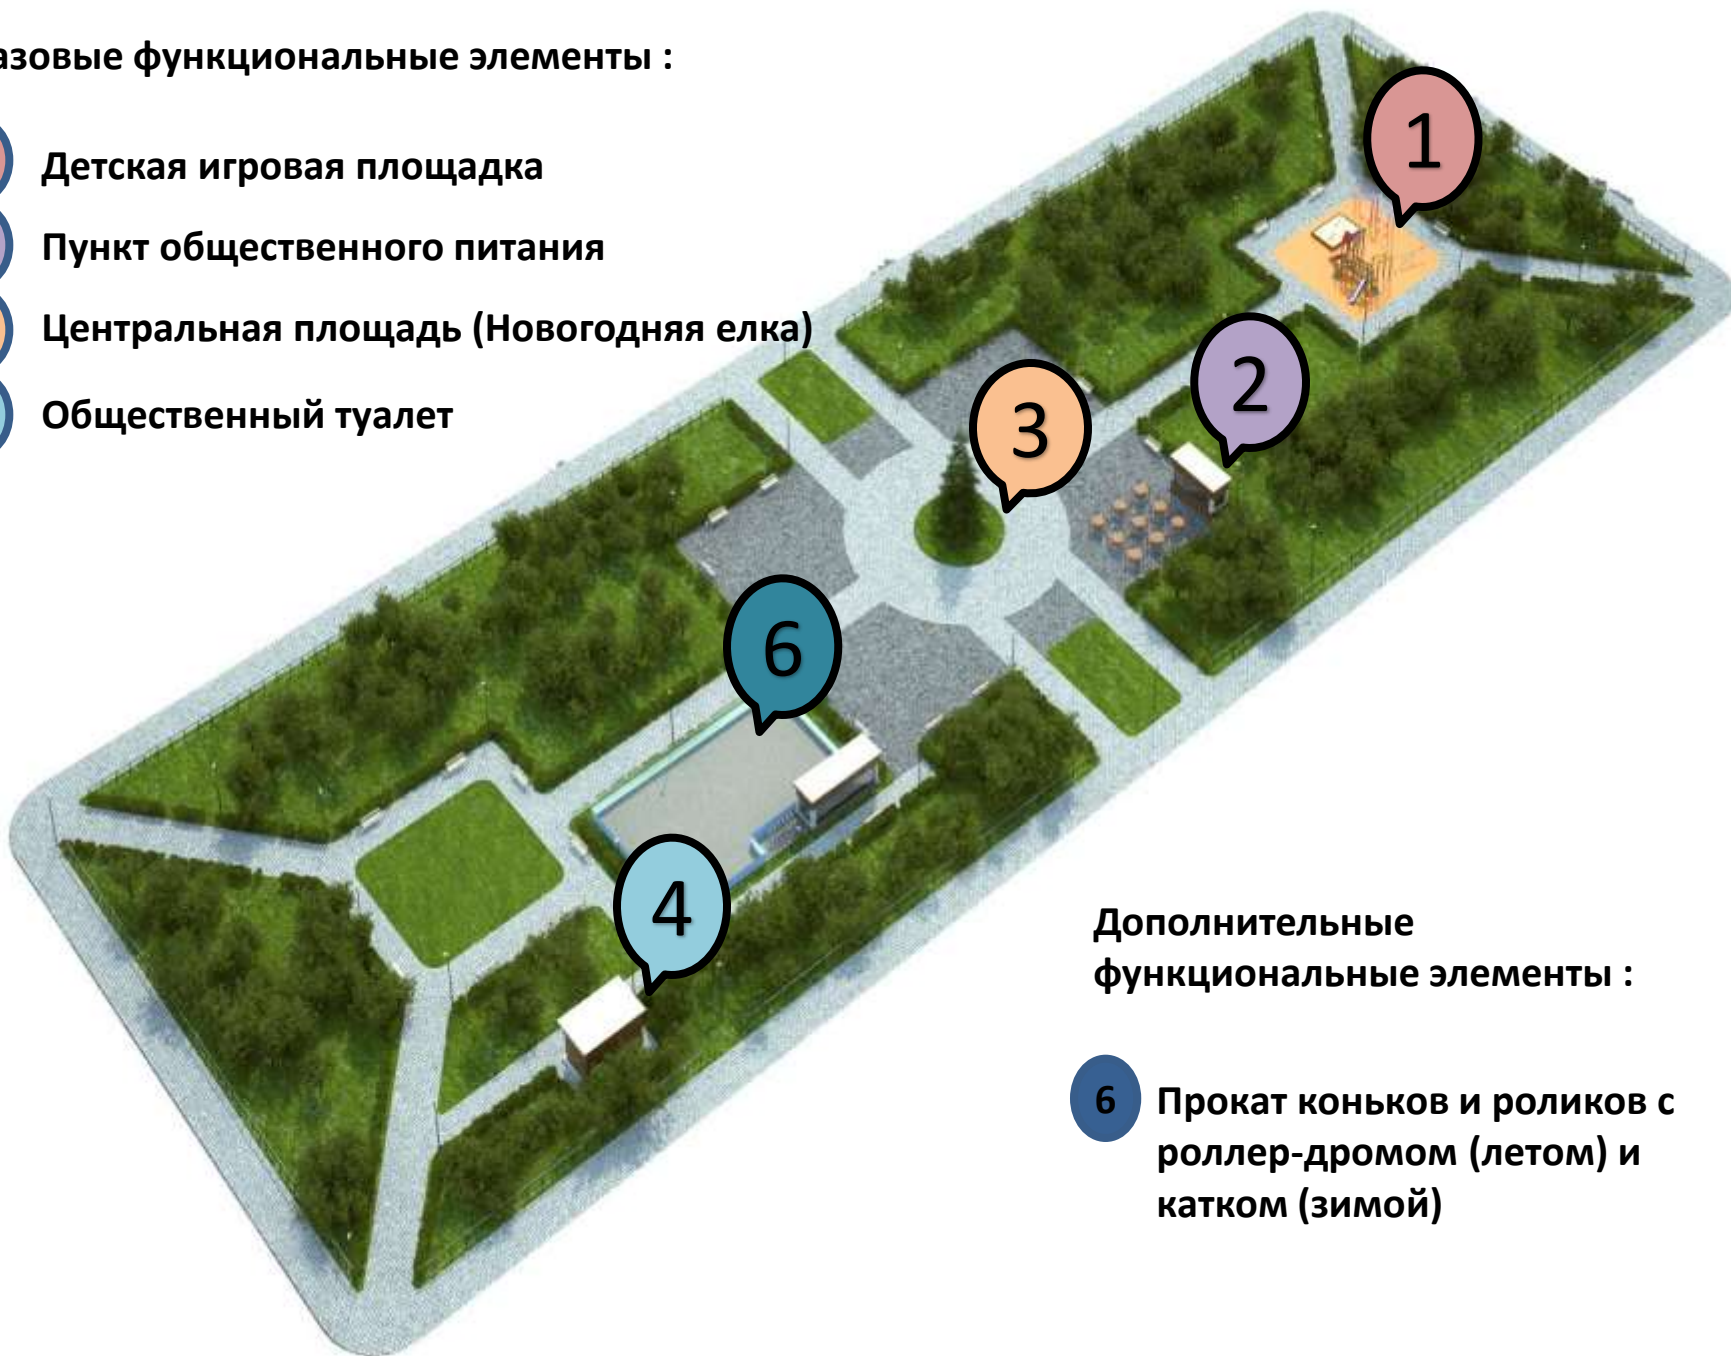 азовые функциональные элементы :
Детская игровая площадка
Пункт общественного питания
Центральная площадь (Новогодняя елка)
Общественный туалет
1
2
3
6
4
Дополнительные
функциональные элементы :
6 Прокат коньков и роликов с
роллер-дромом (летом) и
катком (зимой)